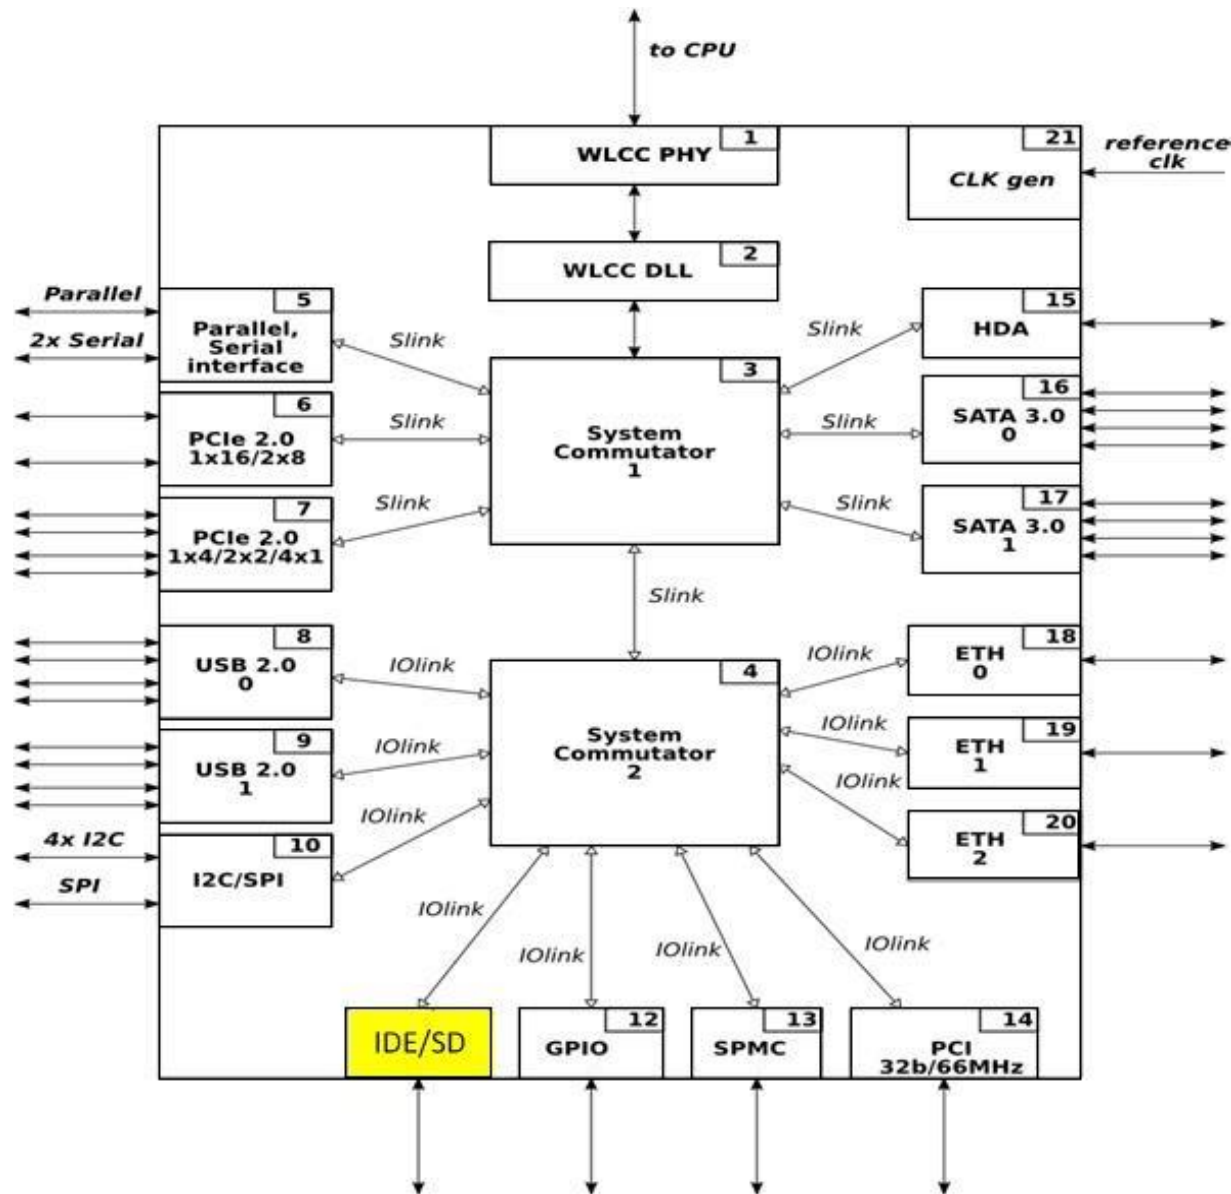 to CPU
1
WLCC PHY
21
CLK gen
reference
clk
2
WLCC DLL
Parallel
2x Serial
5
Parallel,
Serial
interface
Slink
3
System
Commutator
1
Slink
15
HDA
6
PCIe 2.0
1x16/2x8
Slink
Slink
16
SATA 3.0
0
7
PCIe 2.0
1x4/2x2/4x1
Slink
Slink
17
SATA 3.0
1
Slink
8
USB 2.0
0
IOlink
4
System
Commutator
2
IOlink
18
ETH
0
9
USB 2.0
1
IOlink
IOlink
19
ETH
1
4x I2C
SPI
10
I2C/SPI
IOlink
IOlink
20
ETH
2
IOlink
IOlink
IOlink
IOlink
IDE/SD
12
GPIO
13
SPMC
14
PCI
32b/66MHz